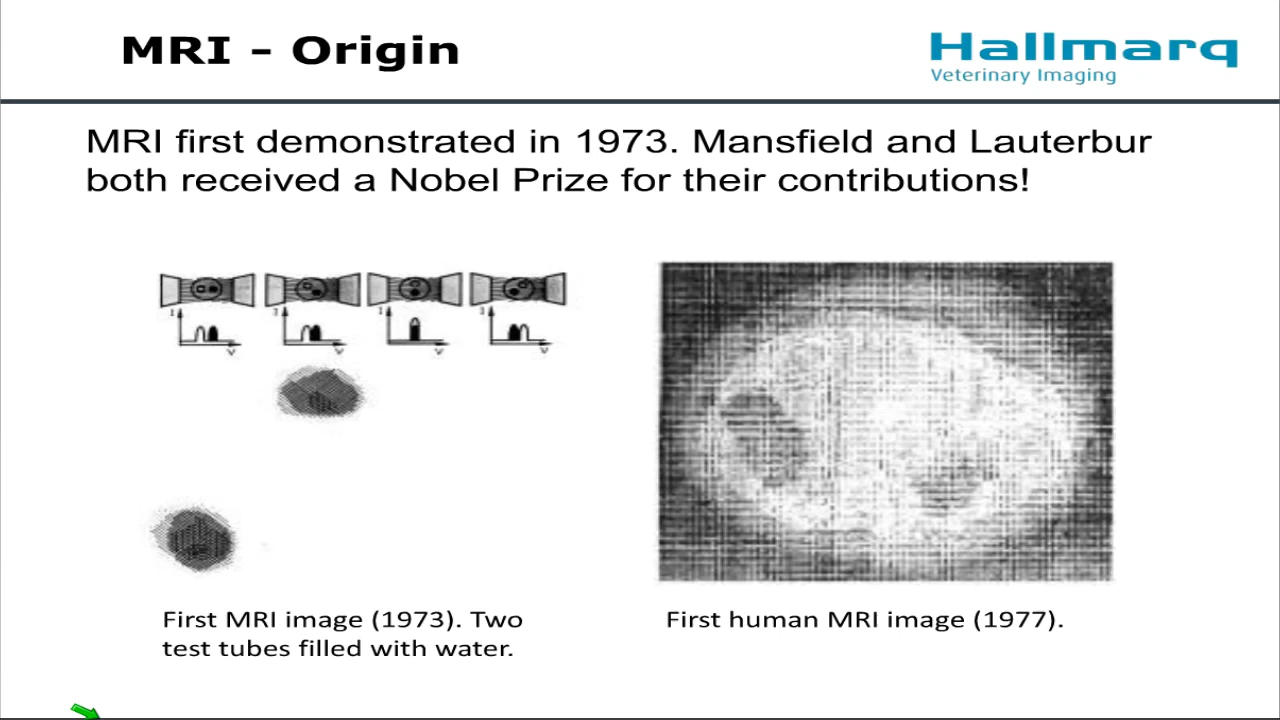 MRI – Origin
Hallmarq
Veterinary Imaging
MRI first demonstrated in 1973. Mansfield and Lauterbur
both received a Nobel Prize for their contributions!
First MRI image (1973). Two
test tubes filled with water.
First human MRI image (1977).